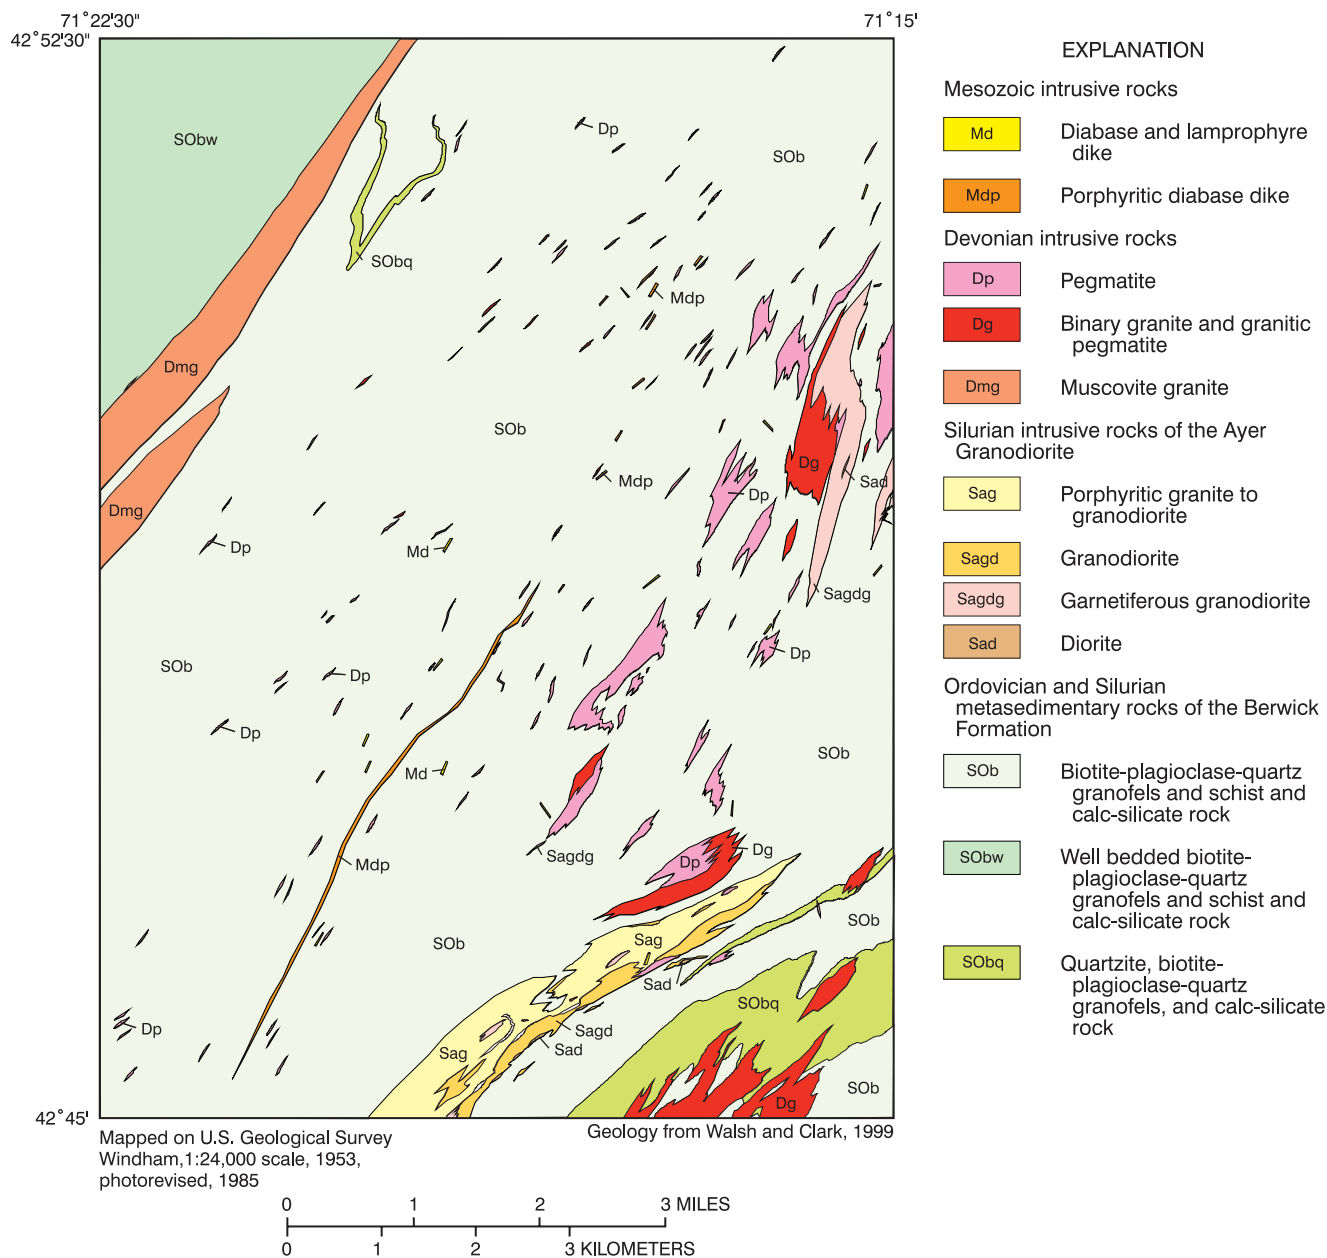 71°22'30"
71°15'
42°52'30"
SObw
Dp
SOb
SObq
Mdp
Dmg
SOb
Dg
Sad
Mdp
Dp
Dmg
Dp
Md
Sagdg
SOb
Dp
Dp
Dp
SOb
Md
Mdp
Sagdg
Dp
Dg
SOb
SOb
Sag
Sad
SObq
Dp
Sagd
Sag
Sad
SOb
Dg
42°45'
Mapped on U.S. Geological Survey
Windham,1:24,000 scale, 1953,
photorevised, 1985
Geology from Walsh and Clark, 1999
0 1 2 3 MILES
0 1 2 3 KILOMETERS
EXPLANATION
Mesozoic intrusive rocks
Md Diabase and lamprophyre
dike
Mdp Porphyritic diabase dike
Devonian intrusive rocks
Dp Pegmatite
Dg Binary granite and granitic
pegmatite
Dmg Muscovite granite
Silurian intrusive rocks of the Ayer
Granodiorite
Sag Porphyritic granite to
granodiorite
Sagd Granodiorite
Sagdg Garnetiferous granodiorite
Sad Diorite
Ordovician and Silurian
metasedimentary rocks of the Berwick
Formation
SOb Biotite-plagioclase-quartz
granofels and schist and
calc-silicate rock
SObw Well bedded biotite-
plagioclase-quartz
granofels and schist and
calc-silicate rock
SObq Quartzite, biotite-
plagioclase-quartz
granofels, and calc-silicate
rock